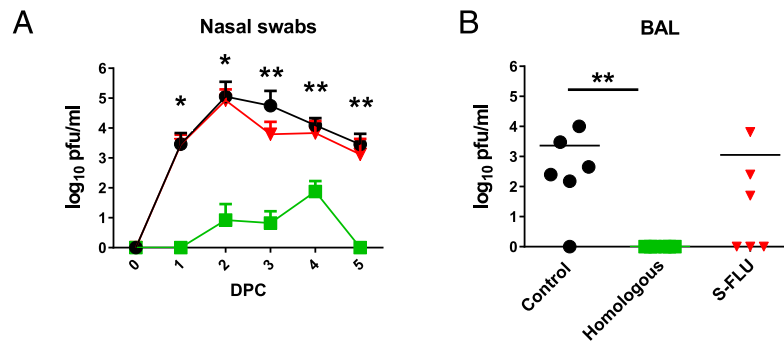 A
Nasal swabs
log10 pfu/ml
6
5
4
3
2
1
0
* * ** ** **
0 1 2 3 4 5
DPC
B
BAL
log10 pfu/ml
6
5
4
3
2
1
0
**
Control
Homologous
S-FLU